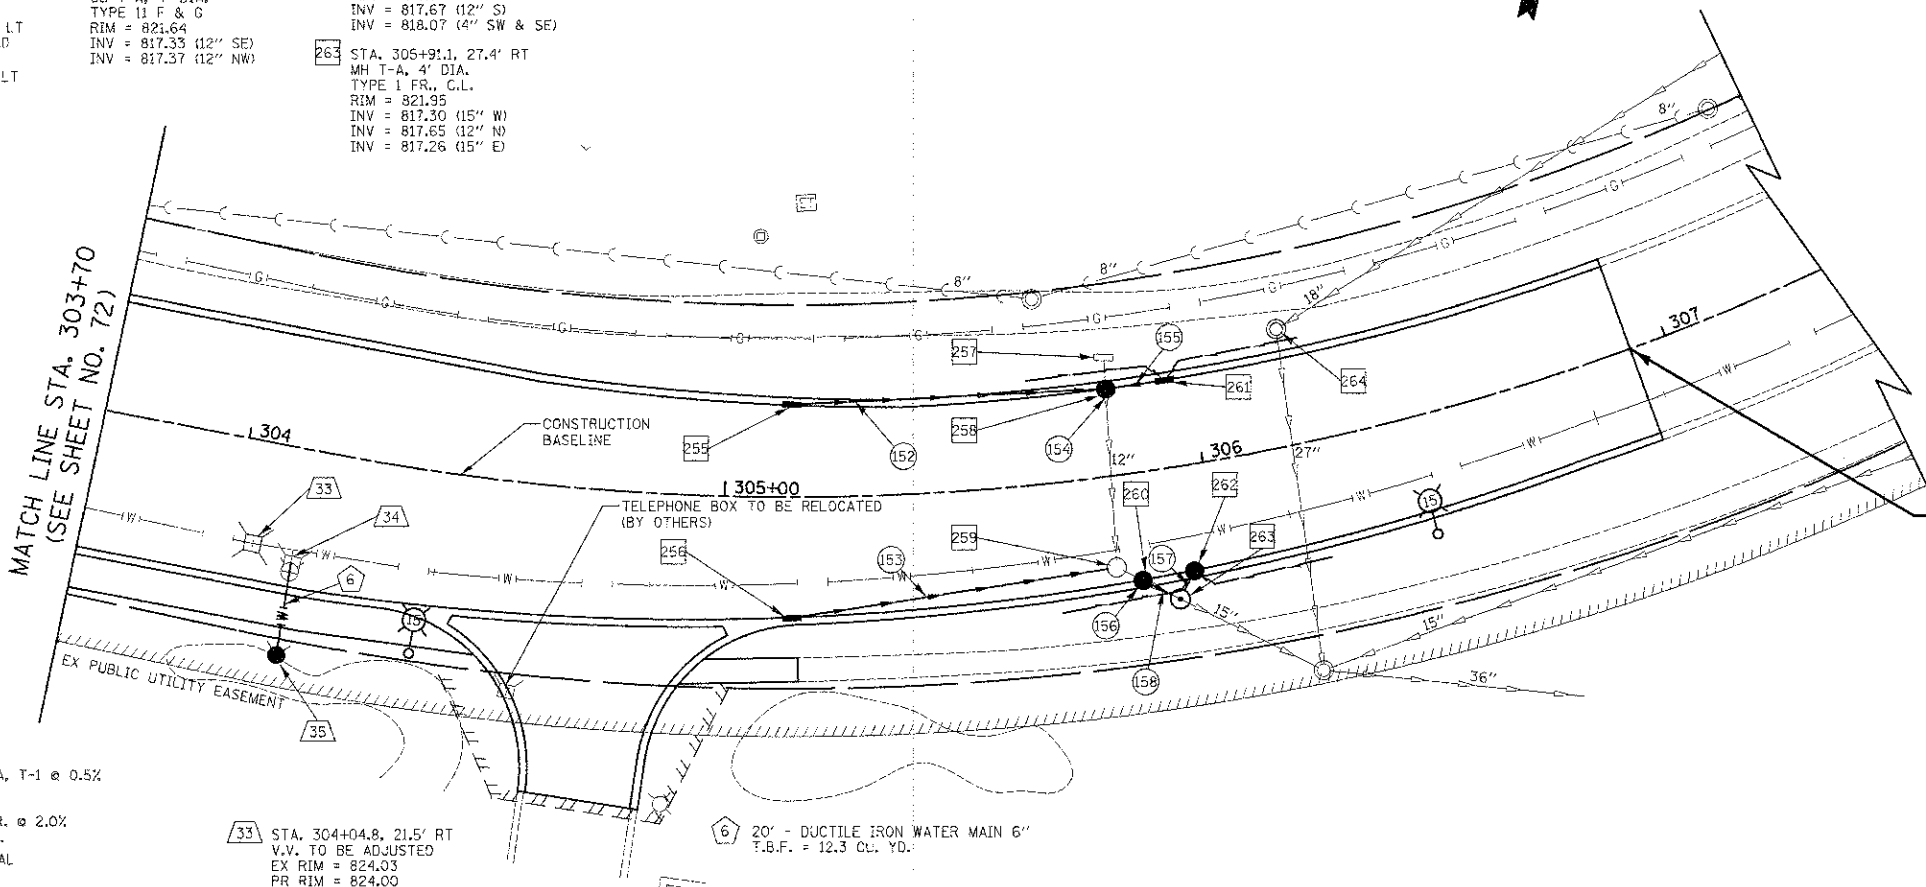 TYPE 11 F & G
RIM = 821.64
INV = 817.33 (12" SE)
INV = 817.37 (12" NW)
LT
LT
INV = 817.67 (12" S)
INV = 818.07 (4" SW & SE)
263 STA. 305+91.1, 27.4' RT
MH T-A, 4' DIA.
TYPE 1 FR., C.L.
RIM = 821.95
INV = 817.30 (15" W)
INV = 817.65 (12" N)
INV = 817.26 (15" E)
MATCH LINE STA. 303+70
(SEE SHEET NO. 72)
ET
8"
8"
8"
18"
G
G
G
G
G
G
G
G
G
307
257
155
261
264
258
154
255
152
304
CONSTRUCTION
BASELINE
305+00
306
12"
27"
W
W
W
W
W
W
W
W
W
W
W
33
34
TELEPHONE BOX TO BE RELOCATED
(BY OTHERS)
260
262
15
259
263
157
256
153
6
15
156
158
15"
15"
36"
EX PUBLIC UTILITY EASEMENT
35
A, T-1 @ 0.5%
R. @ 2.0%
AL
33 STA. 304+04.8, 21.5' RT
V.V. TO BE ADJUSTED
EX RIM = 824.03
PR RIM = 824.00
6 20' - DUCTILE IRON WATER MAIN 6"
T.B.F. = 12.3 CU. YD.